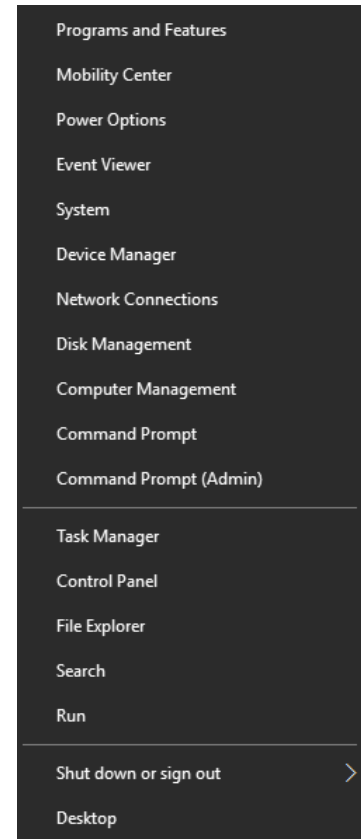 Programs and Features
Mobility Center
Power Options
Event Viewer
System
Device Manager
Network Connections
Disk Management
Computer Management
Command Prompt
Command Prompt (Admin)
Task Manager
Control Panel
File Explorer
Search
Run
Shut down or sign out
Desktop